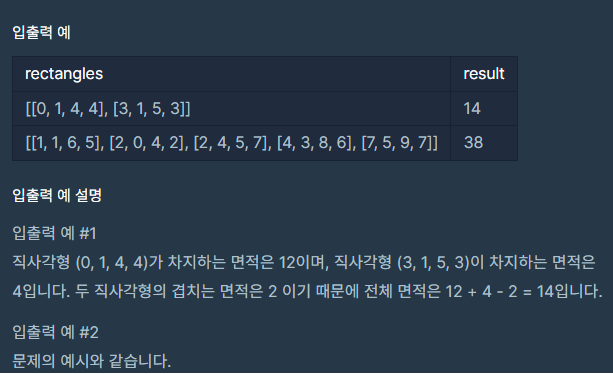 입출력 예
rectangles result
[[0, 1, 4, 4], [3, 1, 5, 3]] 14
[[1, 1, 6, 5], [2, 0, 4, 2], [2, 4, 5, 7], [4, 3, 8, 6], [7, 5, 9, 7]] 38
입출력 예 설명
입출력 예 #1
직사각형 (0, 1, 4, 4)가 차지하는 면적은 12이며, 직사각형 (3, 1, 5, 3)이 차지하는 면적은
4입니다. 두 직사각형의 겹치는 면적은 2 이기 때문에 전체 면적은 12 + 4 - 2 = 14입니다.
입출력 예 #2
문제의 예시와 같습니다.